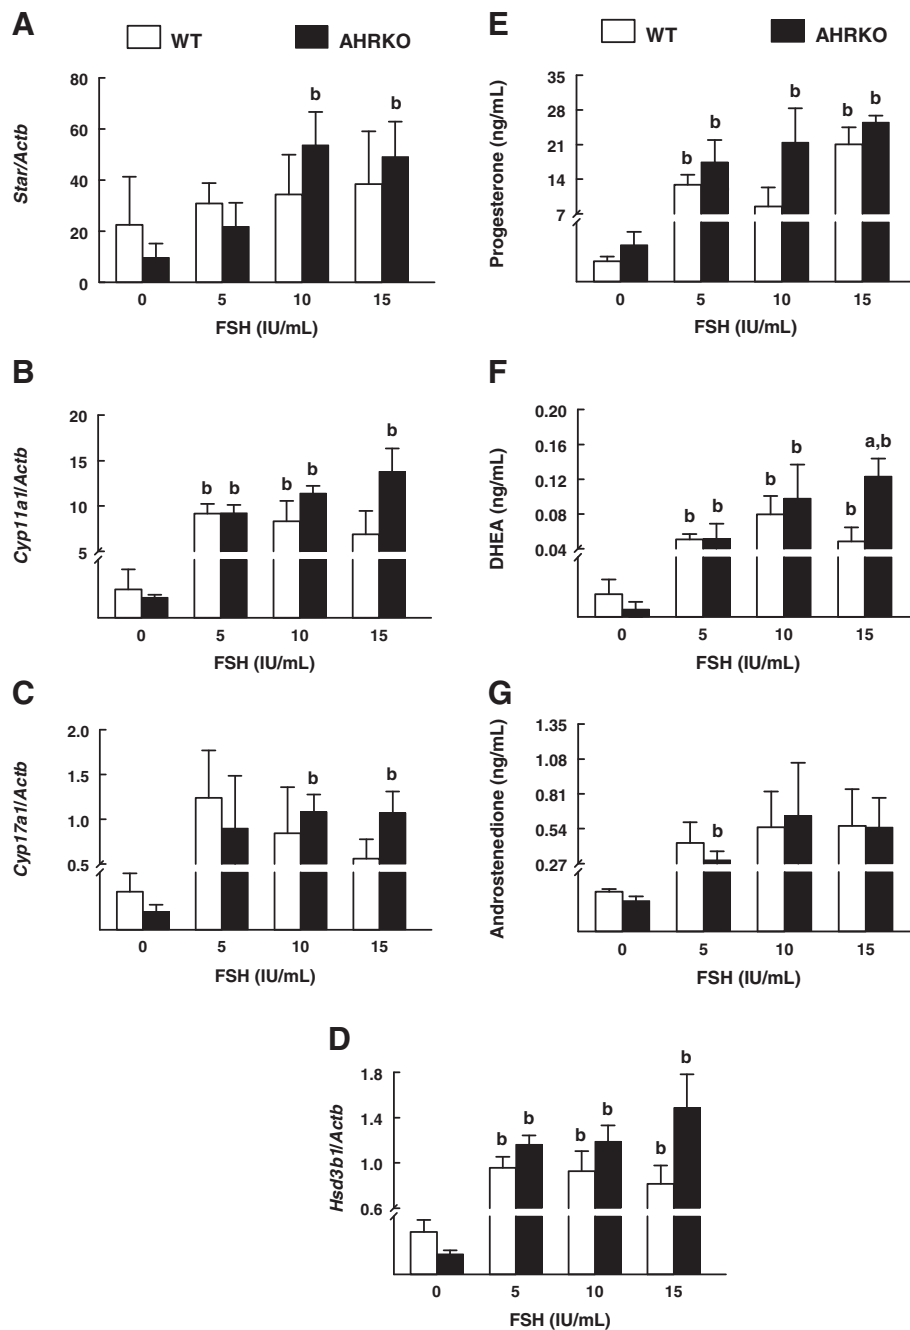 A
WT
AHRKO
Star/Actb
80
60
40
20
0
b
b
0
5
10
15
FSH (IU/mL)
B
Cyp11a1/Actb
20
15
10
5
b
b
b
b
b
0
5
10
15
FSH (IU/mL)
C
Cyp17a1/Actb
2.0
1.5
1.0
0.5
b
b
0
5
10
15
FSH (IU/mL)
E
WT
AHRKO
Progesterone (ng/mL)
35
28
21
14
7
b
b
b
b
b
0
5
10
15
FSH (IU/mL)
F
DHEA (ng/mL)
0.20
0.16
0.12
0.08
0.04
b
b
b
b
b
a,b
0
5
10
15
FSH (IU/mL)
G
Androstenedione (ng/mL)
1.35
1.08
0.81
0.54
0.27
b
0
5
10
15
FSH (IU/mL)
D
Hsd3b1/Actb
1.8
1.4
1.0
0.6
b
b
b
b
b
b
0
5
10
15
FSH (IU/mL)